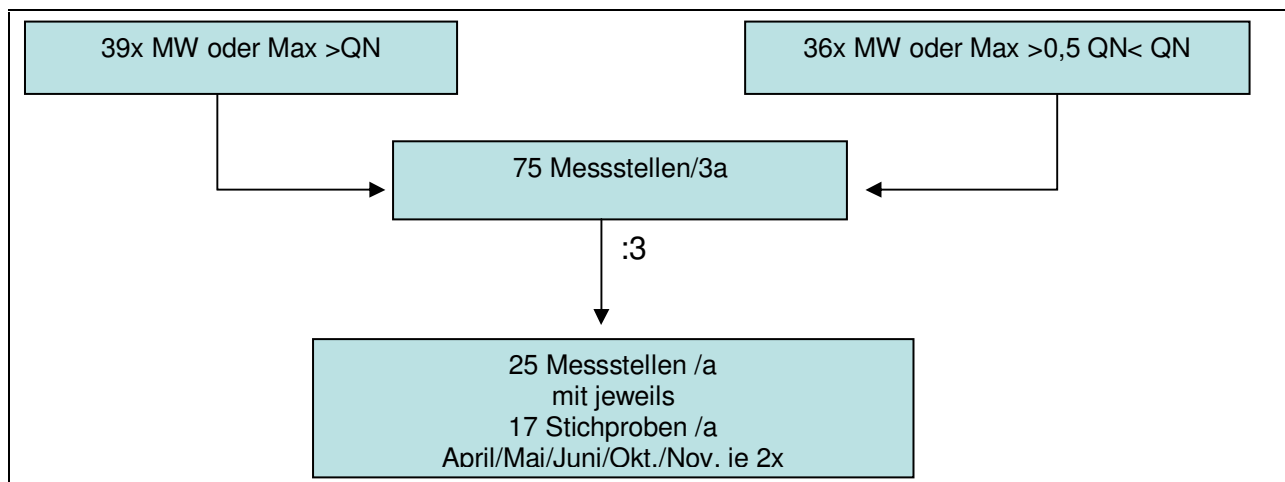 39x MW oder Max >QN
36x MW oder Max >0,5 QN< QN
75 Messstellen/3a
:3
25 Messstellen /a
mit jeweils
17 Stichproben /a
April/Mai/Juni/Okt./Nov. je 2x